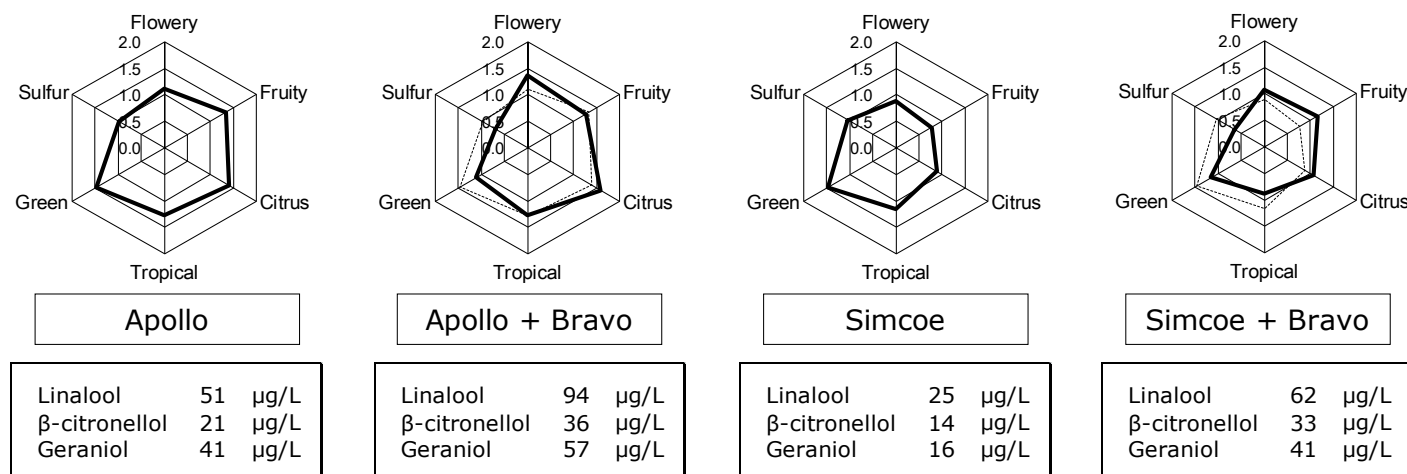 Flowery
2.0
1.5
1.0
0.5
0.0
Sulfur
Fruity
Green
Citrus
Tropical
Apollo
Linalool 51 µg/L
β-citronellol 21 µg/L
Geraniol 41 µg/L
Flowery
2.0
1.5
1.0
0.5
0.0
Sulfur
Fruity
Green
Citrus
Tropical
Apollo + Bravo
Linalool 94 µg/L
β-citronellol 36 µg/L
Geraniol 57 µg/L
Flowery
2.0
1.5
1.0
0.5
0.0
Sulfur
Fruity
Green
Citrus
Tropical
Simcoe
Linalool 25 µg/L
β-citronellol 14 µg/L
Geraniol 16 µg/L
Flowery
2.0
1.5
1.0
0.5
0.0
Sulfur
Fruity
Green
Citrus
Tropical
Simcoe + Bravo
Linalool 62 µg/L
β-citronellol 33 µg/L
Geraniol 41 µg/L